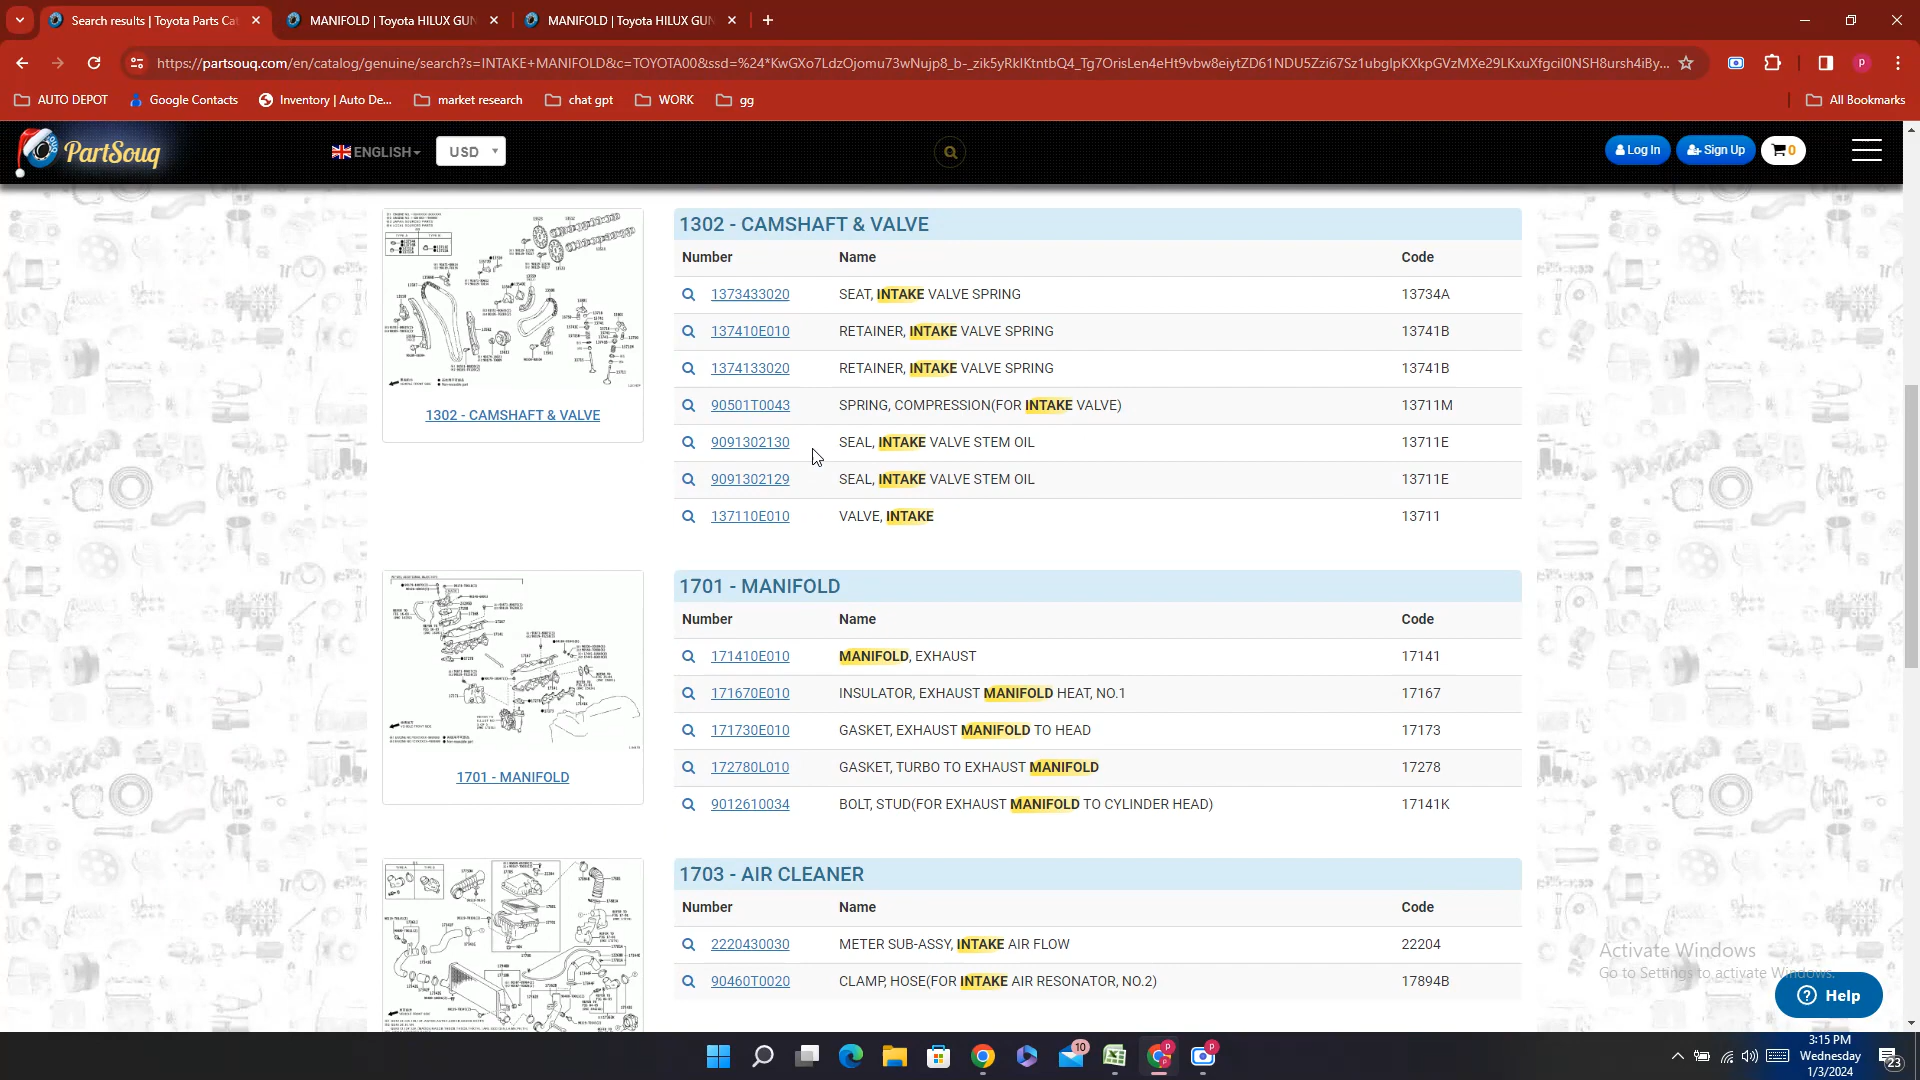 Search results | Toyota Parts Cat
MANIFOLD | Toyota HILUX GUN
MANIFOLD | Toyota HILUX GUN
https://partsouq.com/en/catalog/genuine/search?s=INTAKE+MANIFOLD&c=TOYOTA00&ssd=%24*KwGXo7LdzOjomu73wNujp8_b-_zik5yRkIKtntbQ4_Tg7OrisLen4eHt9vbw8eiytZD61NDU5Zzi67Sz1ubglpKXkpGVzMXe29LKxuXfgcil0NSH8ursh4iBy...
AUTO DEPOT
Google Contacts
Inventory | Auto De...
market research
chat gpt
WORK
gg
All Bookmarks
PartSouq
ENGLISH
USD
Log In
Sign Up
0
1302 - CAMSHAFT & VALVE
Number Name Code
1373433020 SEAT, INTAKE VALVE SPRING 13734A
137410E010 RETAINER, INTAKE VALVE SPRING 13741B
1374133020 RETAINER, INTAKE VALVE SPRING 13741B
90501T0043 SPRING, COMPRESSION(FOR INTAKE VALVE) 13711M
9091302130 SEAL, INTAKE VALVE STEM OIL 13711E
9091302129 SEAL, INTAKE VALVE STEM OIL 13711E
137110E010 VALVE, INTAKE 13711
1302 - CAMSHAFT & VALVE
1701 - MANIFOLD
Number Name Code
171410E010 MANIFOLD, EXHAUST 17141
171670E010 INSULATOR, EXHAUST MANIFOLD HEAT, NO.1 17167
171730E010 GASKET, EXHAUST MANIFOLD TO HEAD 17173
172780L010 GASKET, TURBO TO EXHAUST MANIFOLD 17278
9012610034 BOLT, STUD(FOR EXHAUST MANIFOLD TO CYLINDER HEAD) 17141K
1701 - MANIFOLD
1703 - AIR CLEANER
Number Name Code
2220430030 METER SUB-ASSY, INTAKE AIR FLOW 22204
90460T0020 CLAMP, HOSE(FOR INTAKE AIR RESONATOR, NO.2) 17894B
Activate Windows
Go to Settings to activate Windows.
Help
10
3:15 PM
Wednesday
1/3/2024
23